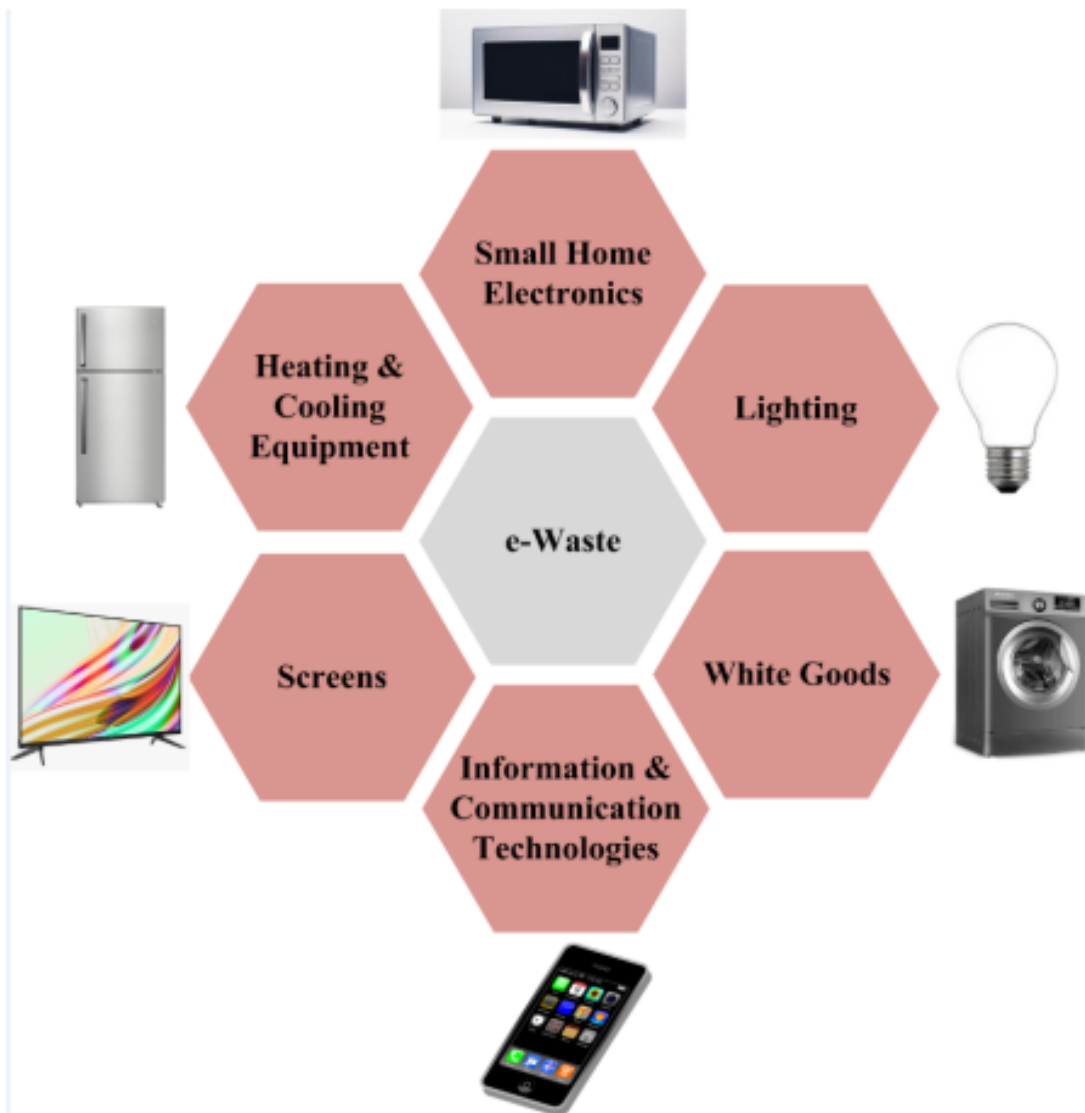 Small Home
Electronics
Heating &
Cooling
Equipment
Lighting
e-Waste
Screens
White Goods
Information &
Communication
Technologies